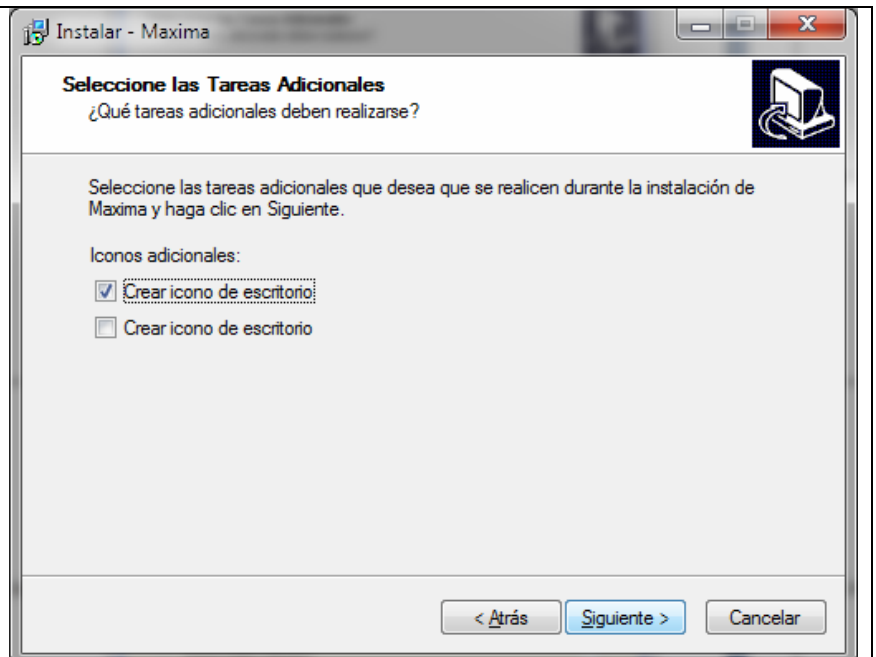 Instalar - Maxima
Seleccione las Tareas Adicionales
¿Qué tareas adicionales deben realizarse?
Seleccione las tareas adicionales que desea que se realicen durante la instalación de
Maxima y haga clic en Siguiente.
Iconos adicionales:
Crear icono de escritorio
Crear icono de escritorio
< Atrás
Siguiente >
Cancelar